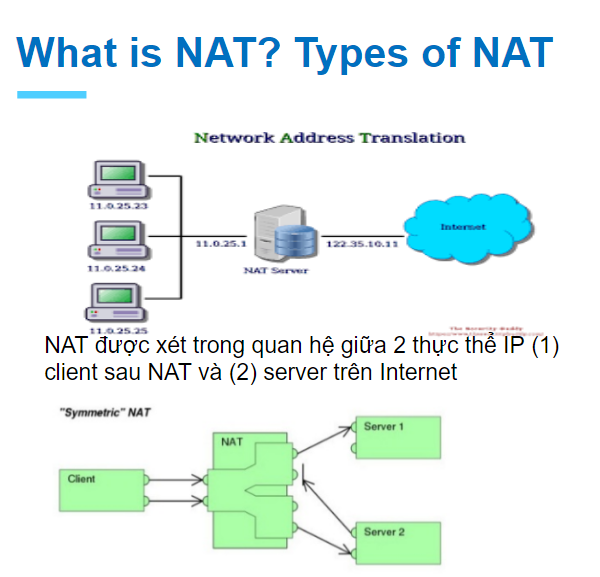 What is NAT? Types of NAT
Network Address Translation
11.0.25.23
11.0.25.1
122.35.10.11
Internet
11.0.25.24
NAT Server
11.0.25.25
The Security Buddy
NAT được xét trong quan hệ giữa 2 thực thể IP (1)
client sau NAT và (2) server trên Internet
"Symmetric" NAT
NAT
Server 1
Client
Server 2